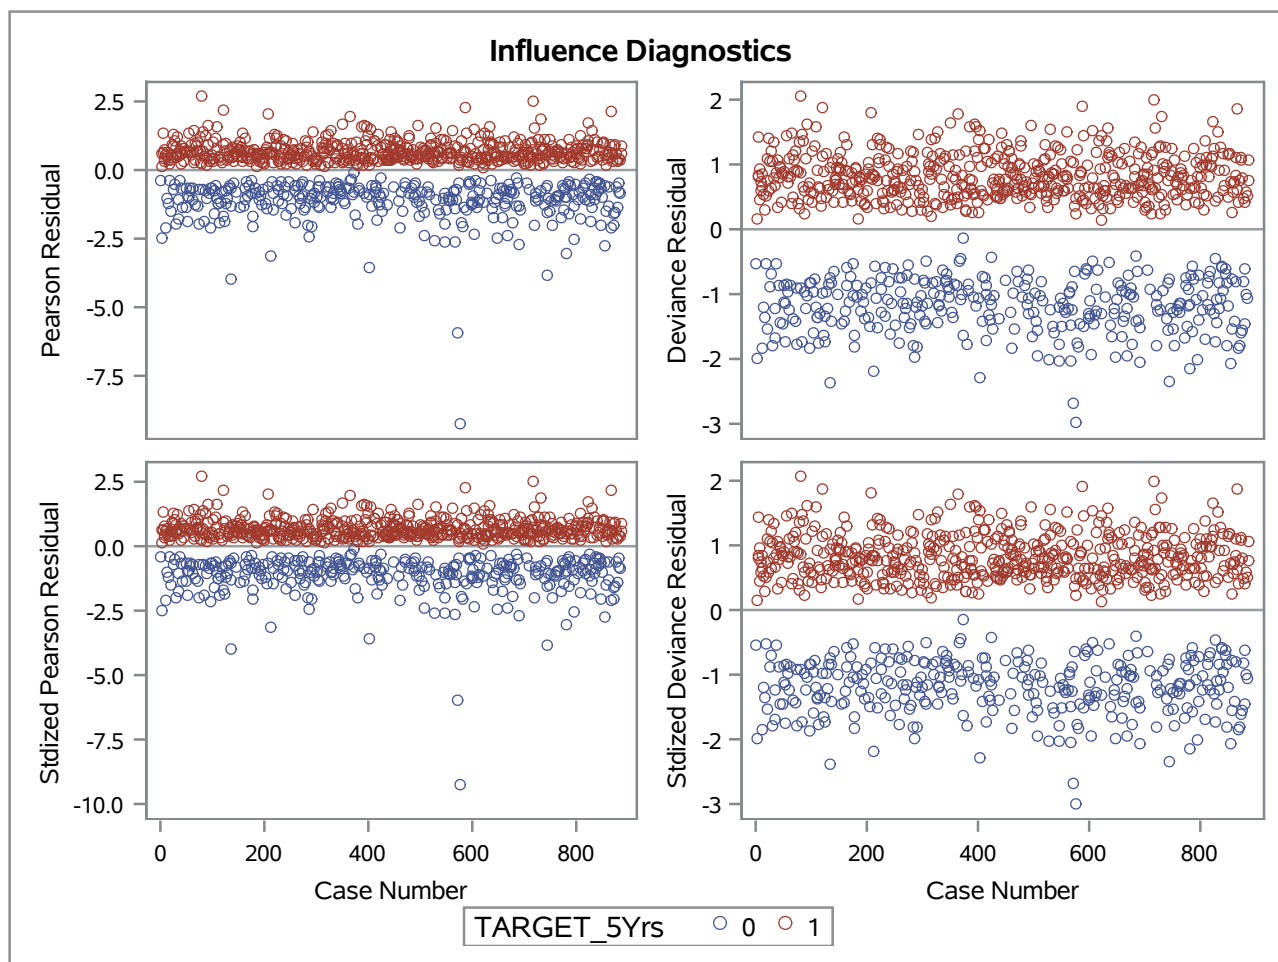 Influence Diagnostics
Pearson Residual
2.5
0.0
-2.5
-5.0
-7.5
Deviance Residual
2
1
0
-1
-2
-3
Stdized Pearson Residual
2.5
0.0
-2.5
-5.0
-7.5
-10.0
0 200 400 600 800
Case Number
Stdized Deviance Residual
2
1
0
-1
-2
-3
0 200 400 600 800
Case Number
TARGET_5Yrs 0 1